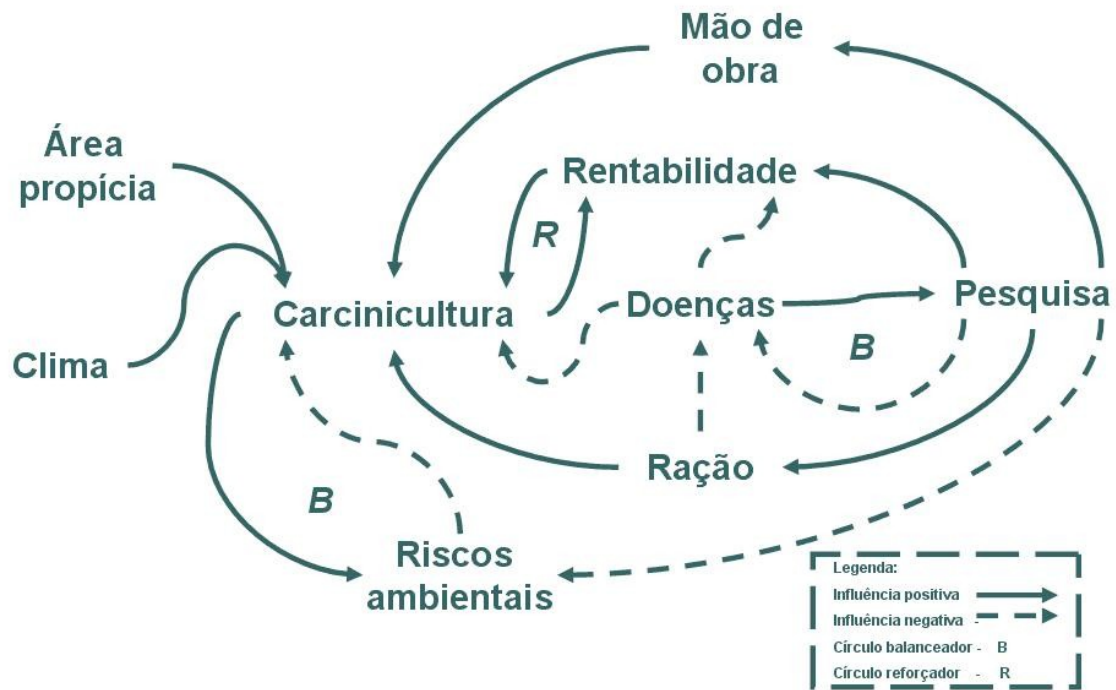 Mão de
obra
Área
propícia
Rentabilidade
R
Clima
Carcinicultura
Doenças
Pesquisa
B
Ração
B
Riscos
ambientais
Legenda:
Influência positiva
Influência negativa -
Círculo balanceador - B
Círculo reforçador - R